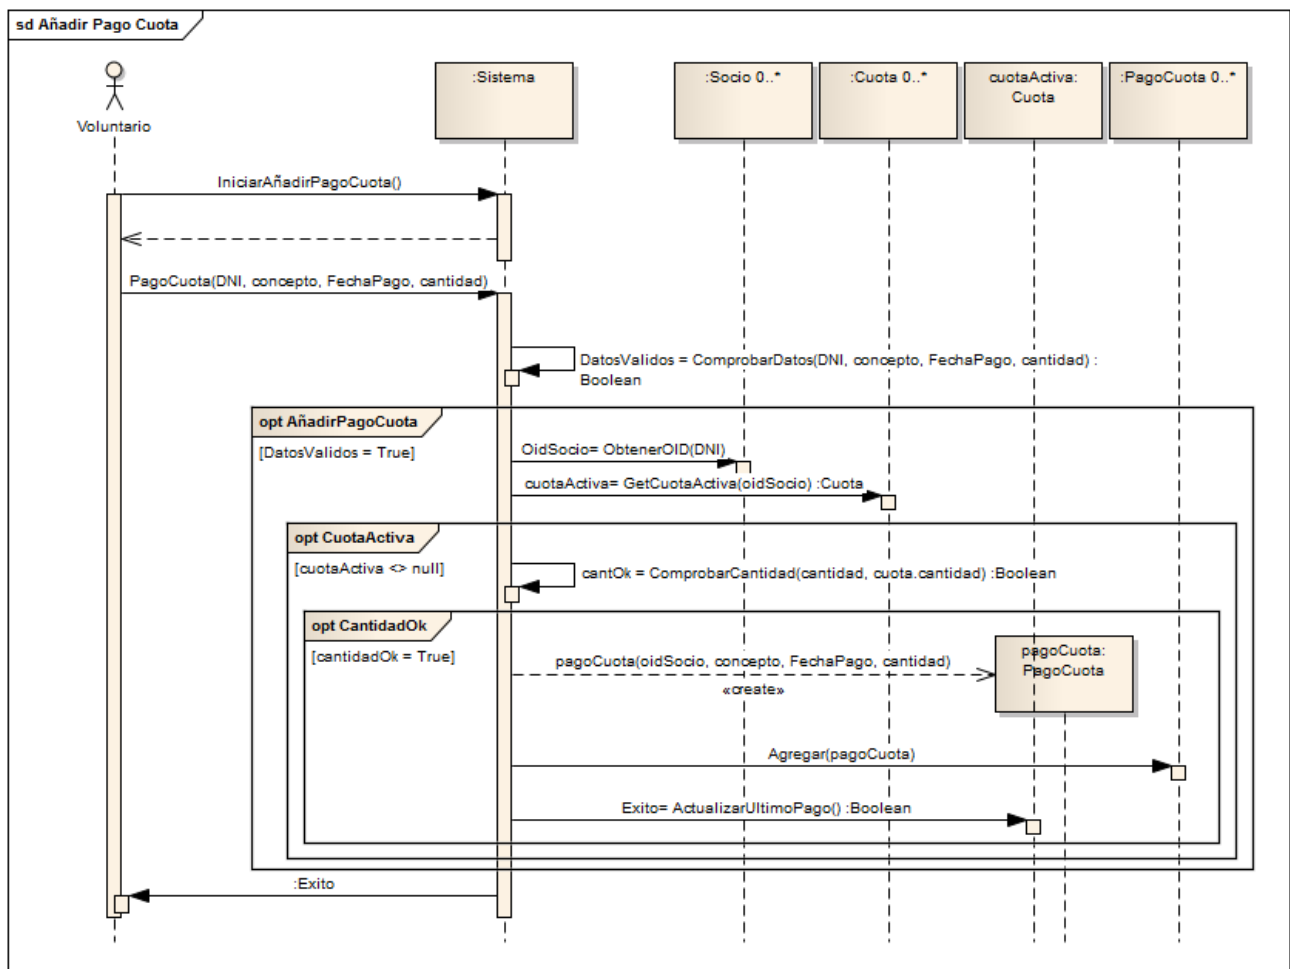 sd Añadir Pago Cuota
Voluntario
:Sistema
:Socio 0..*
:Cuota 0..*
cuotaActiva:
Cuota
:PagoCuota 0..*
IniciarAñadirPagoCuota()
PagoCuota(DNI, concepto, FechaPago, cantidad)
DatosValidos = ComprobarDatos(DNI, concepto, FechaPago, cantidad) :
Boolean
opt AñadirPagoCuota
[DatosValidos = True]
OidSocio= ObtenerOID(DNI)
cuotaActiva= GetCuotaActiva(oidSocio) :Cuota
opt CuotaActiva
[cuotaActiva <> null]
cantOk = ComprobarCantidad(cantidad, cuota.cantidad) :Boolean
opt CantidadOk
[cantidadOk = True]
pagoCuota(oidSocio, concepto, FechaPago, cantidad)
«create»
pagoCuota:
PagoCuota
Agregar(pagoCuota)
Exito= ActualizarUltimoPago() :Boolean
:Exito